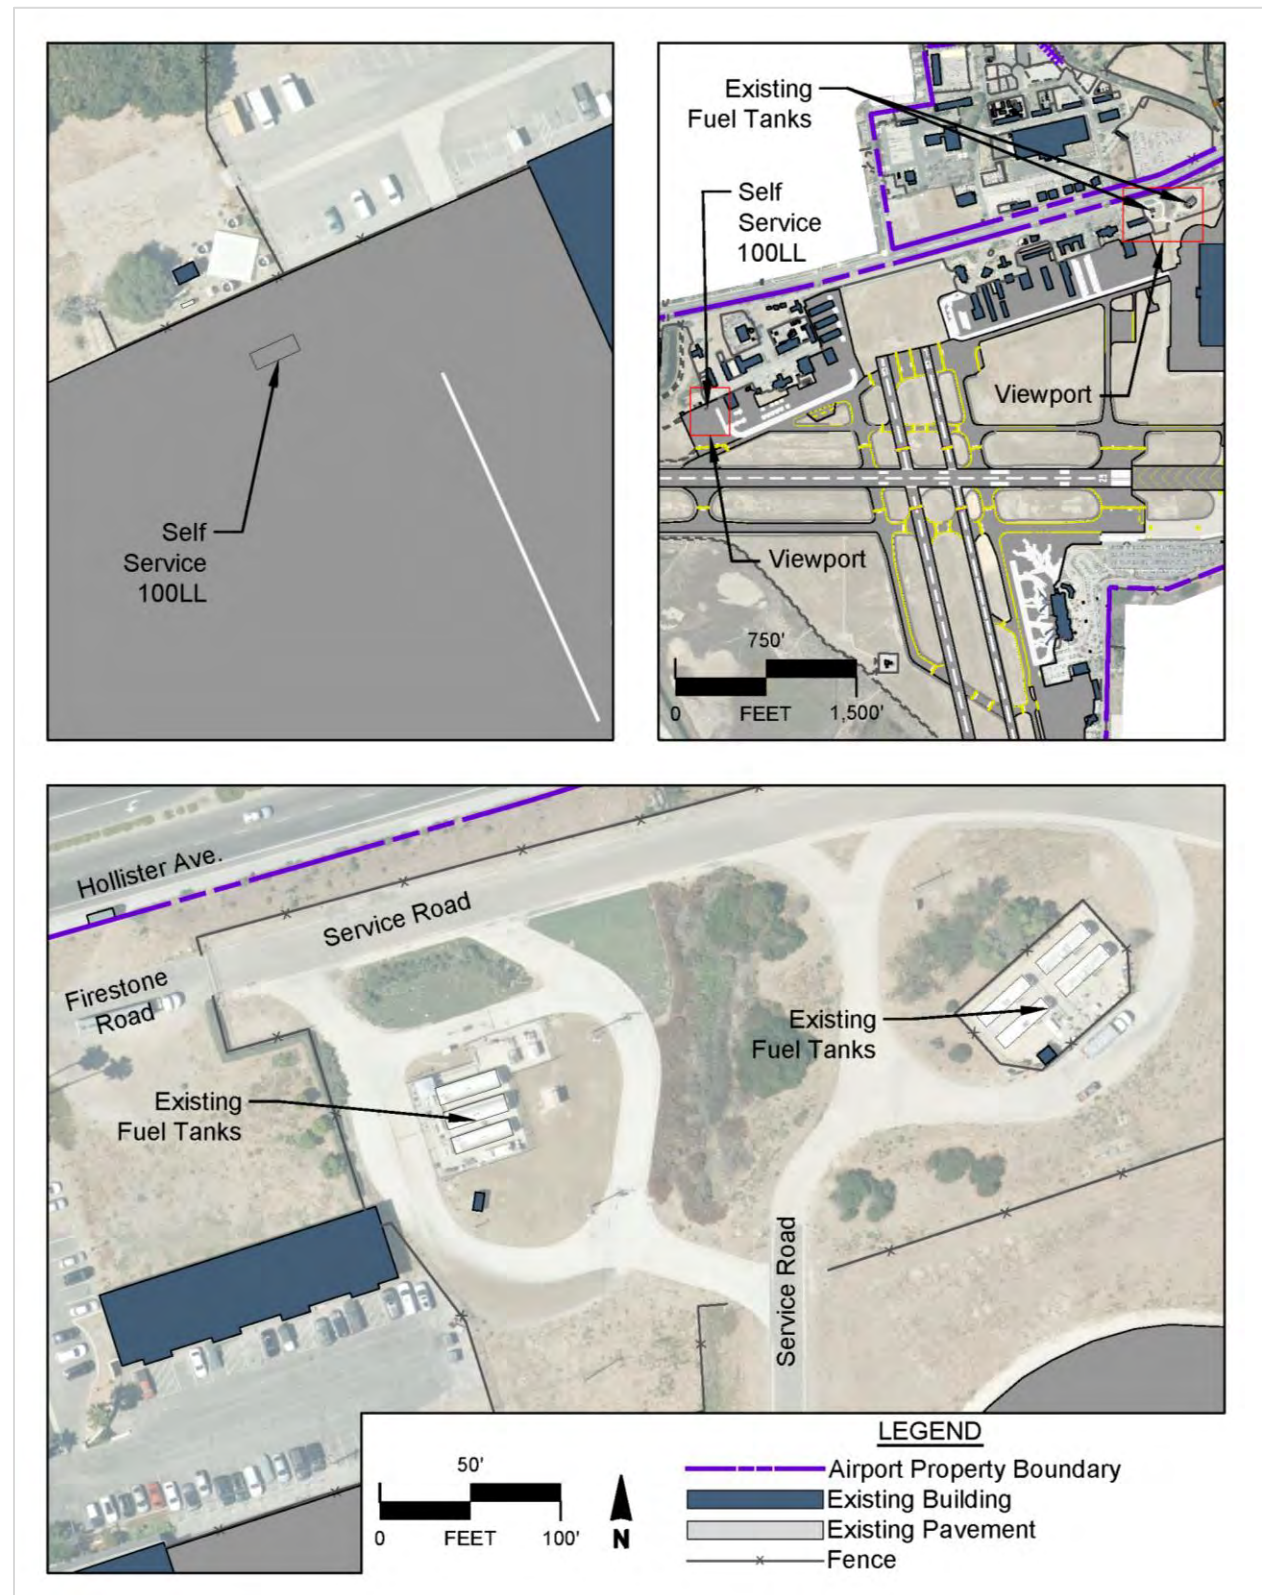 Self
Service
100LL
Existing
Fuel Tanks
Self
Service
100LL
Viewport
Viewport
750'
0
FEET
1,500'
Hollister Ave.
Service Road
Firestone
Road
Existing
Fuel Tanks
Existing
Fuel Tanks
Service Road
50'
0
FEET
100'
N
LEGEND
Airport Property Boundary
Existing Building
Existing Pavement
Fence